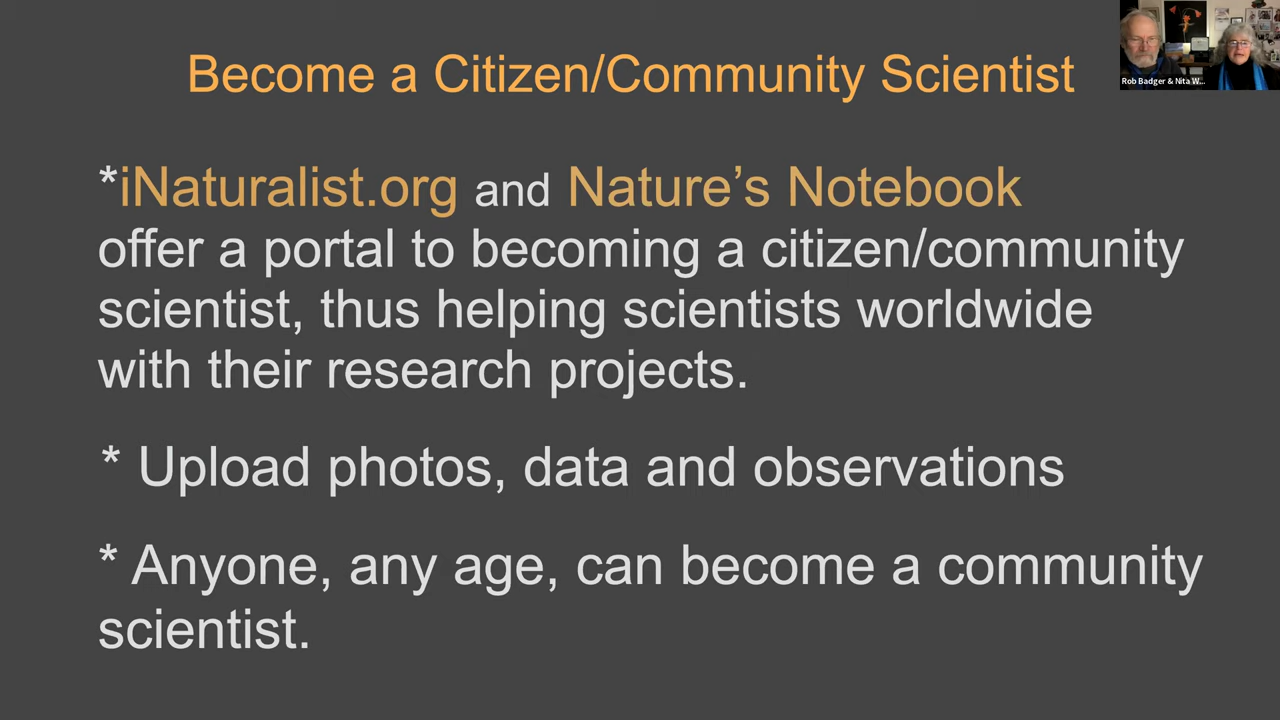 Become a Citizen/Community Scientist
Rob Badger & Nita W...
*iNaturalist.org and Nature’s Notebook
offer a portal to becoming a citizen/community
scientist, thus helping scientists worldwide
with their research projects.
* Upload photos, data and observations
* Anyone, any age, can become a community
scientist.